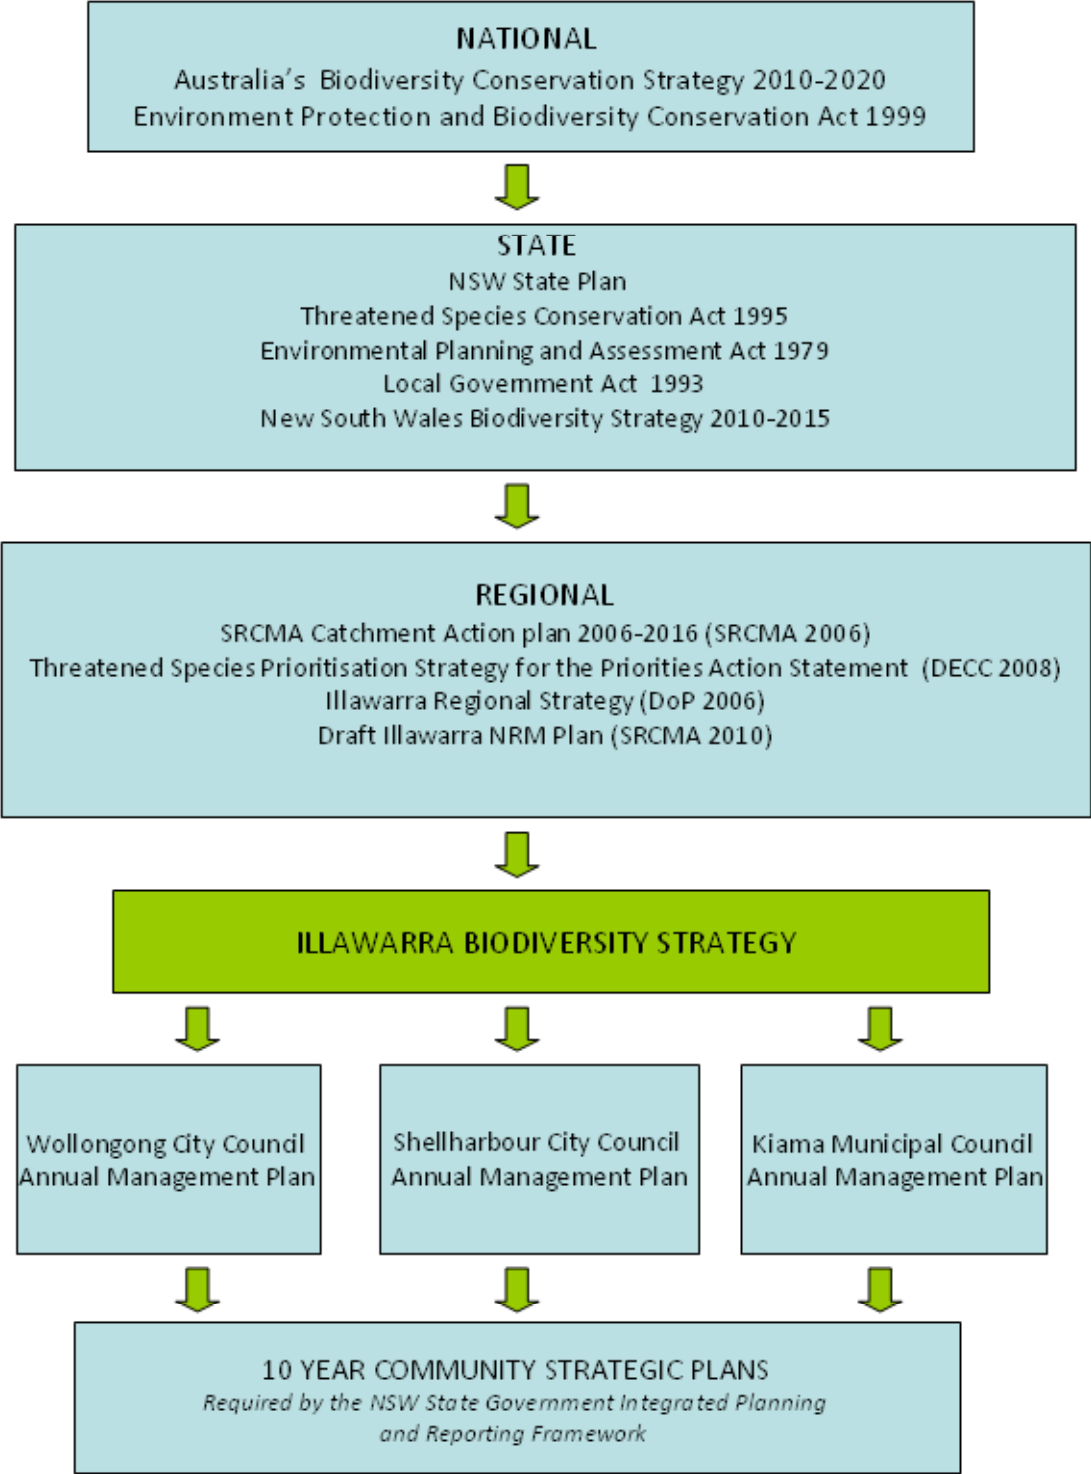 NATIONAL
Australia's Biodiversity Conservation Strategy 2010-2020
Environment Protection and Biodiversity Conservation Act 1999
STATE
NSW State Plan
Threatened Species Conservation Act 1995
Environmental Planning and Assessment Act 1979
Local Government Act 1993
New South Wales Biodiversity Strategy 2010-2015
REGIONAL
SRCMA Catchment Action plan 2006-2016 (SRCMA 2006)
Threatened Species Prioritisation Strategy for the Priorities Action Statement (DECC 2008)
Illawarra Regional Strategy (DoP 2006)
Draft Illawarra NRM Plan (SRCMA 2010)
ILLAWARRA BIODIVERSITY STRATEGY
Wollongong City Council
Annual Management Plan
Shellharbour City Council
Annual Management Plan
Kiama Municipal Council
Annual Management Plan
10 YEAR COMMUNITY STRATEGIC PLANS
Required by the NSW State Government Integrated Planning
and Reporting Framework